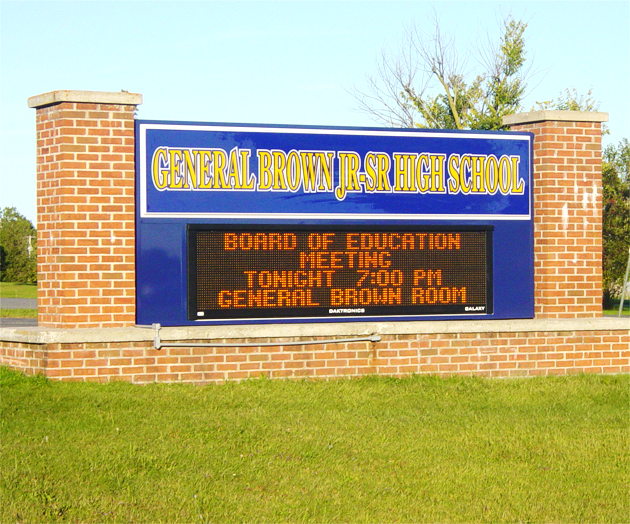 GENERAL BROWN JR-SR HIGH SCHOOL
BOARD OF EDUCATION
MEETING
TONIGHT 7:00 PM
GENERAL BROWN ROOM
DAKTRONICS GALAXY